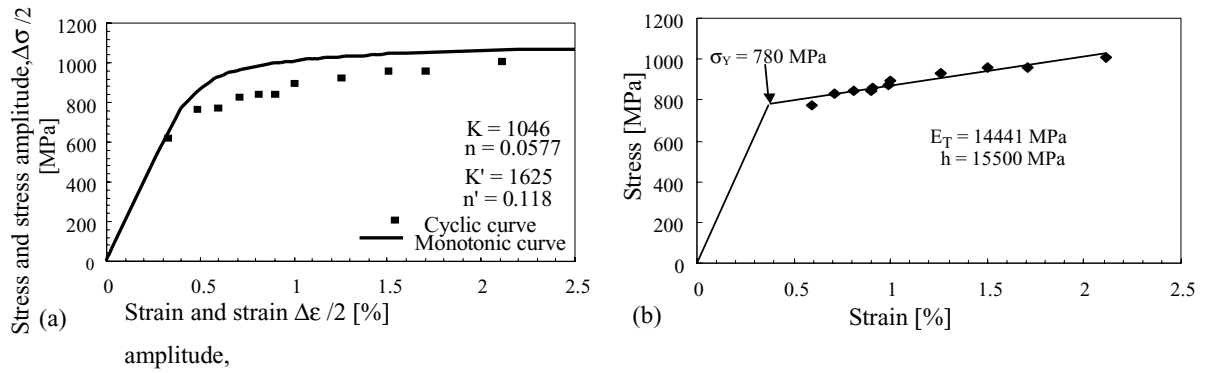 Stress and stress amplitude,Δσ /2
[MPa]
1200
1000
800
600
400
200
0
K = 1046
n = 0.0577
K' = 1625
n' = 0.118
Cyclic curve
Monotonic curve
0 0.5 1 1.5 2 2.5
(a)
Strain and strain Δε /2 [%]
amplitude,
Stress [MPa]
1200
1000
800
600
400
200
0
σY = 780 MPa
ET = 14441 MPa
h = 15500 MPa
0 0.5 1 1.5 2 2.5
(b)
Strain [%]